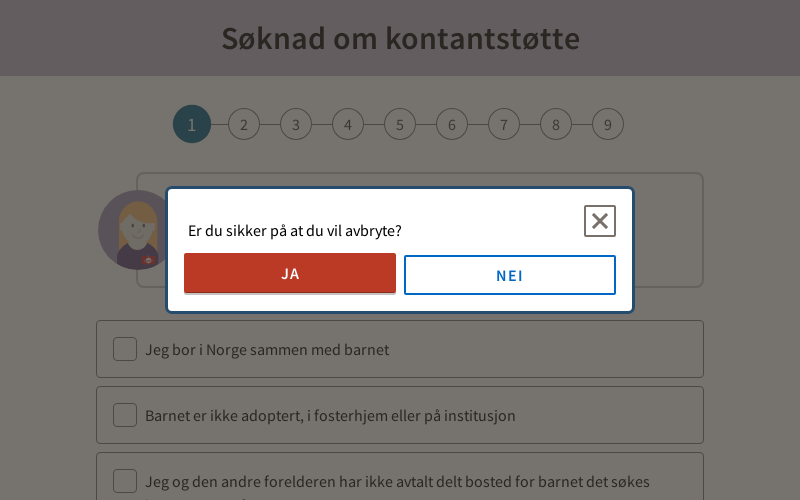 Søknad om kontantstøtte
1 2 3 4 5 6 7 8 9
Er du sikker på at du vil avbryte?
JA NEI
Jeg bor i Norge sammen med barnet
Barnet er ikke adoptert, i fosterhjem eller på institusjon
Jeg og den andre forelderen har ikke avtalt delt bosted for barnet det søkes